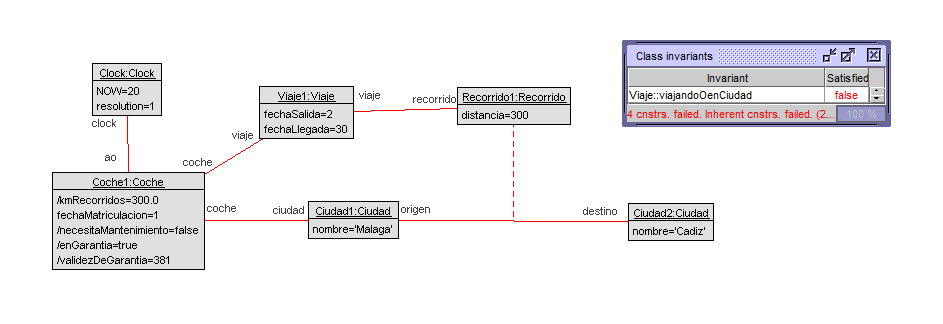 Class invariants
Invariant
Satisfied
Viaje::viajandoOenCiudad
false
4 cnstrs. failed. Inherent cnstrs. failed. (2...
100 %
Clock:Clock
NOW=20
resolution=1
clock
ao
Viaje1:Viaje
fechaSalida=2
fechaLlegada=30
viaje
recorrido
viaje
coche
Recorrido1:Recorrido
distancia=300
Coche1:Coche
/kmRecorridos=300.0
fechaMatriculacion=1
/necesitaMantenimiento=false
/enGarantia=true
/validezDeGarantia=381
coche
ciudad
Ciudad1:Ciudad
nombre='Malaga'
origen
destino
Ciudad2:Ciudad
nombre='Cadiz'